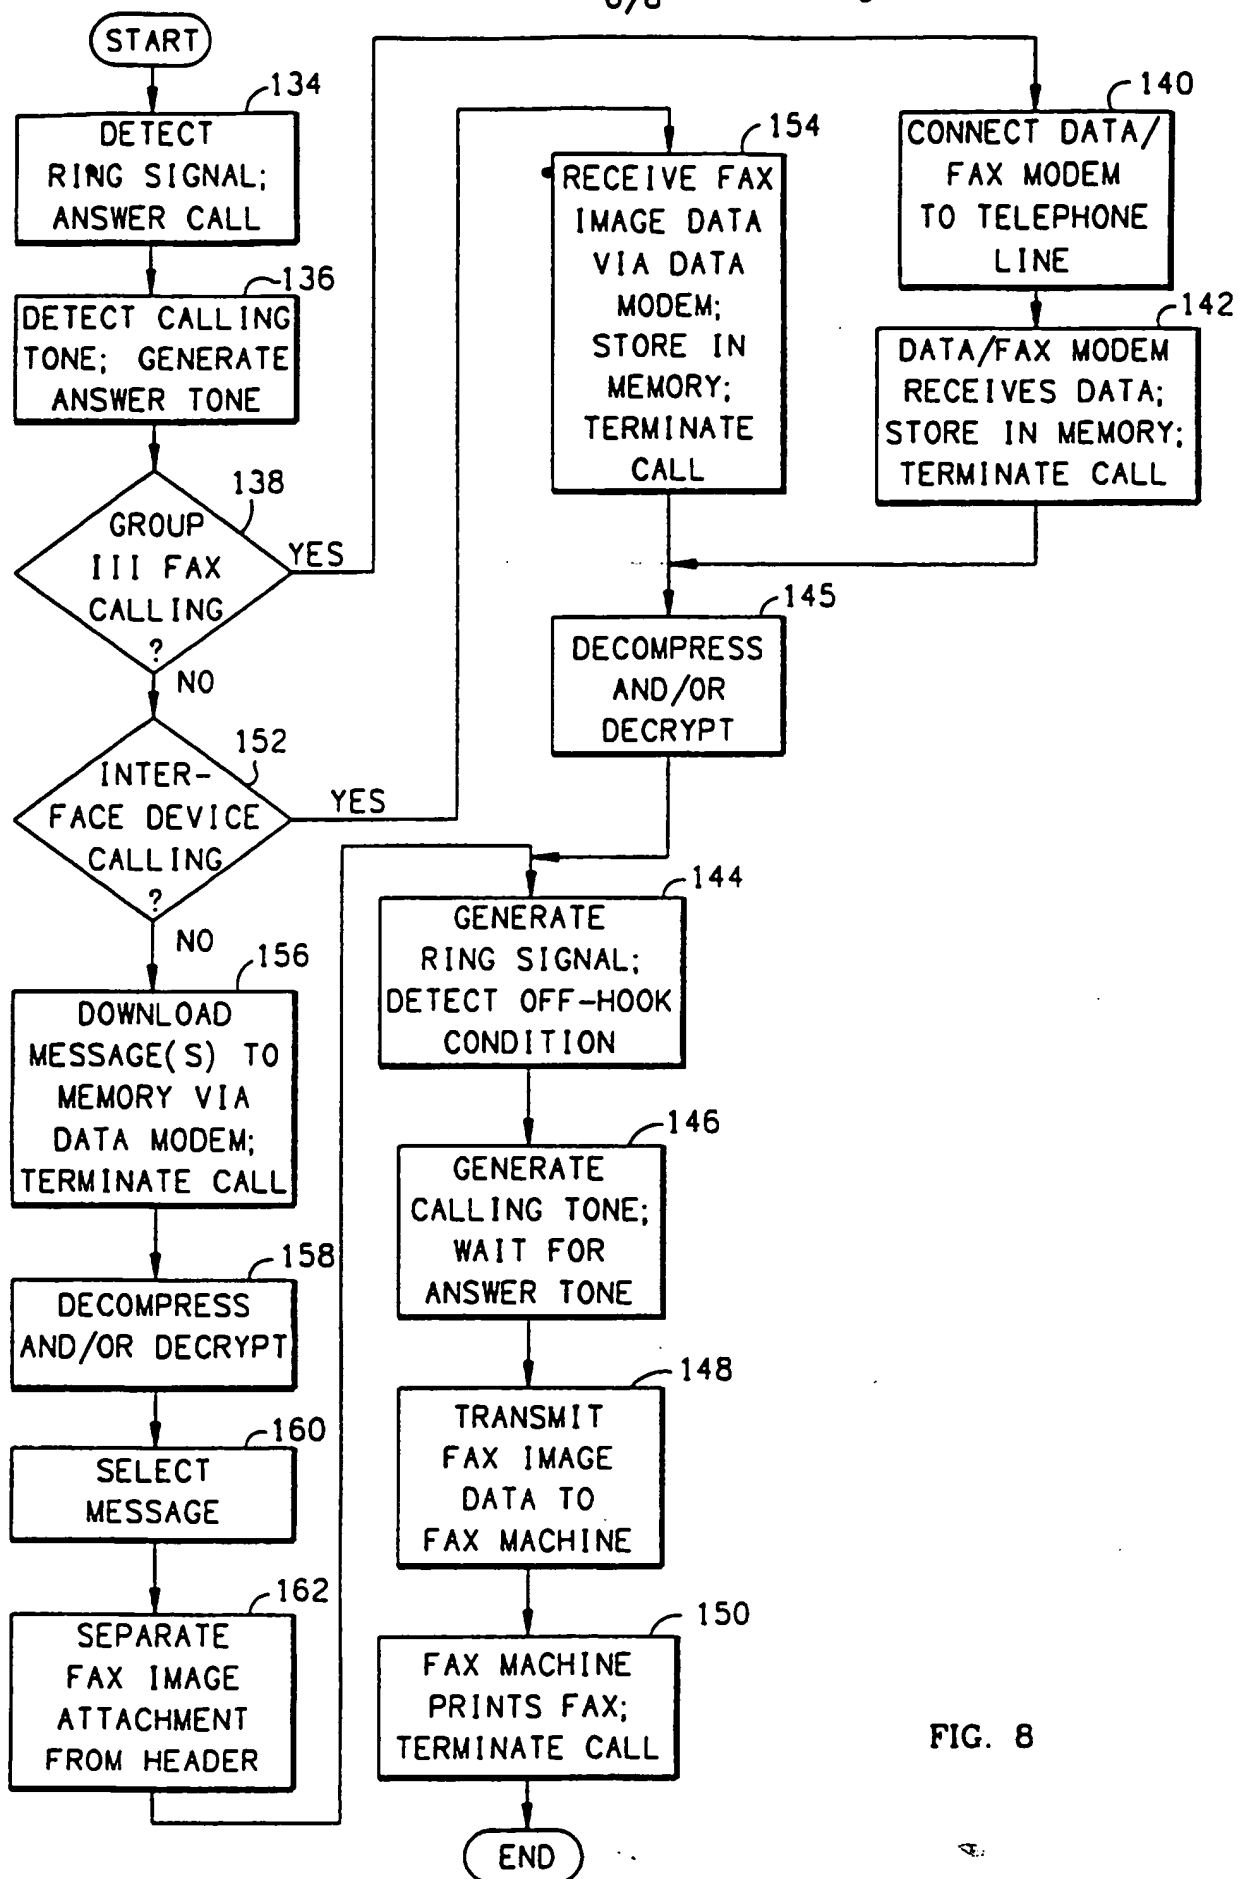 6/8
START
134
DETECT
RING SIGNAL;
ANSWER CALL
136
DETECT CALLING
TONE; GENERATE
ANSWER TONE
138
GROUP
III FAX
CALLING
?
YES
NO
152
INTER-
FACE DEVICE
CALLING
?
YES
NO
156
DOWNLOAD
MESSAGE(S) TO
MEMORY VIA
DATA MODEM;
TERMINATE CALL
158
DECOMPRESS
AND/OR DECRYPT
160
SELECT
MESSAGE
162
SEPARATE
FAX IMAGE
ATTACHMENT
FROM HEADER
154
RECEIVE FAX
IMAGE DATA
VIA DATA
MODEM;
STORE IN
MEMORY;
TERMINATE
CALL
140
CONNECT DATA/
FAX MODEM
TO TELEPHONE
LINE
142
DATA/FAX MODEM
RECEIVES DATA;
STORE IN MEMORY;
TERMINATE CALL
145
DECOMPRESS
AND/OR
DECRYPT
144
GENERATE
RING SIGNAL;
DETECT OFF-HOOK
CONDITION
146
GENERATE
CALLING TONE;
WAIT FOR
ANSWER TONE
148
TRANSMIT
FAX IMAGE
DATA TO
FAX MACHINE
150
FAX MACHINE
PRINTS FAX;
TERMINATE CALL
END
FIG. 8